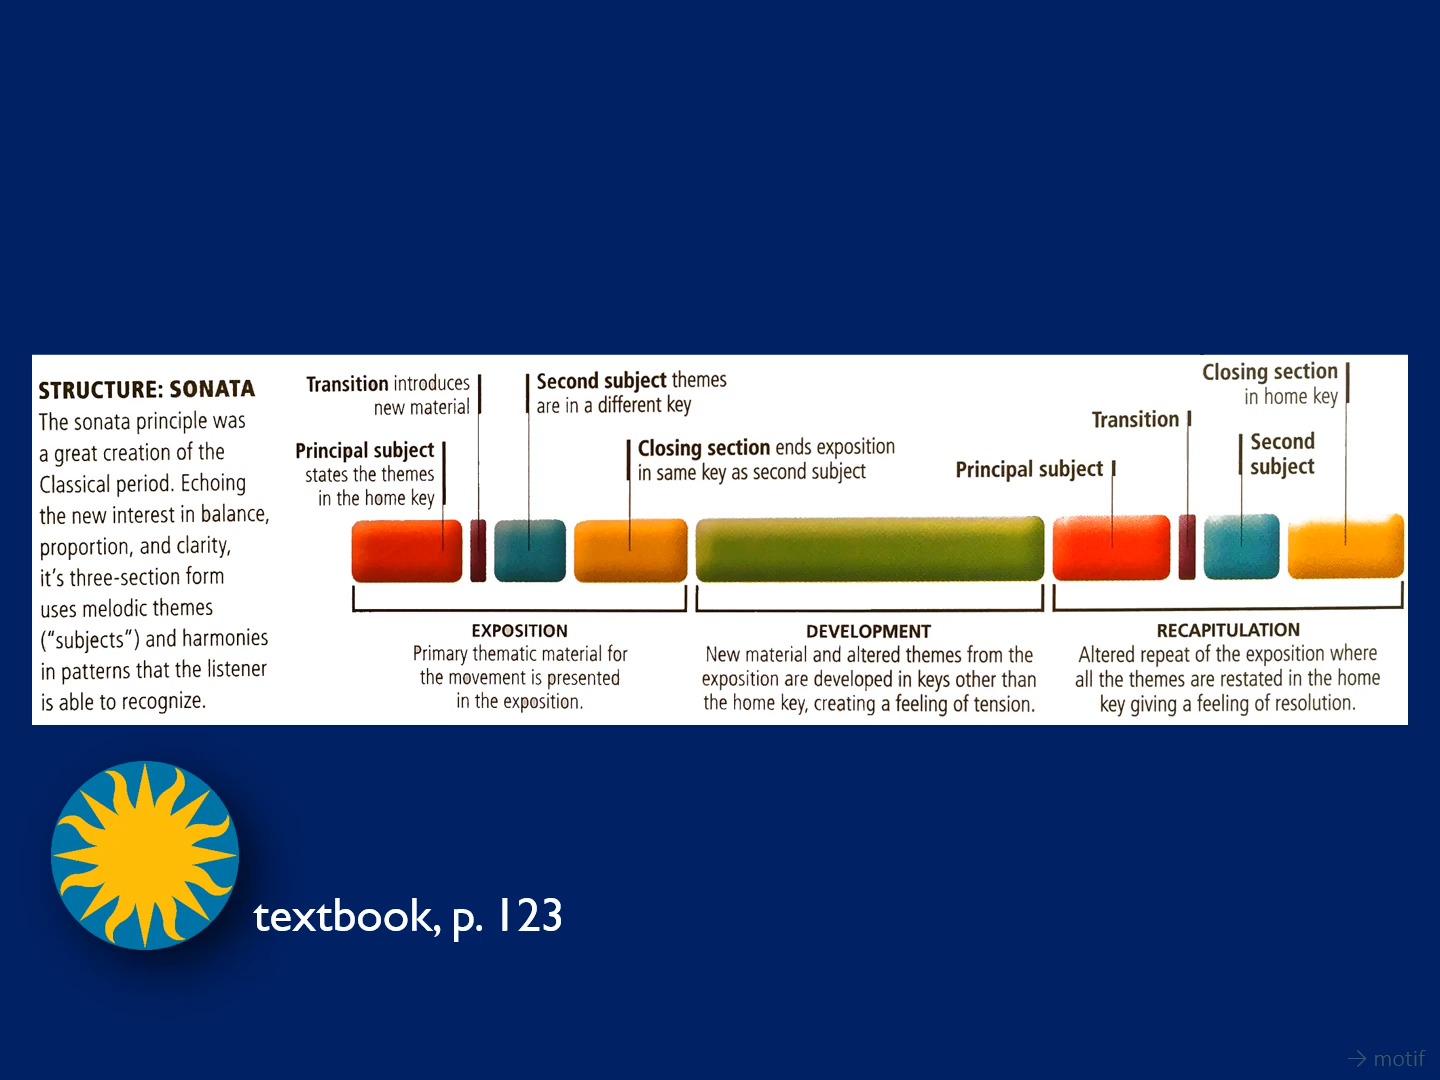 STRUCTURE: SONATA
The sonata principle was
a great creation of the
Classical period. Echoing
the new interest in balance,
proportion, and clarity,
it's three-section form
uses melodic themes
("subjects") and harmonies
in patterns that the listener
is able to recognize.
Transition introduces
new material
Principal subject
states the themes
in the home key
Second subject themes
are in a different key
Closing section ends exposition
in same key as second subject
Principal subject
Transition
Second
subject
Closing section
in home key
EXPOSITION
Primary thematic material for
the movement is presented
in the exposition.
DEVELOPMENT
New material and altered themes from the
exposition are developed in keys other than
the home key, creating a feeling of tension.
RECAPITULATION
Altered repeat of the exposition where
all the themes are restated in the home
key giving a feeling of resolution.
textbook, p. 123
→ motif